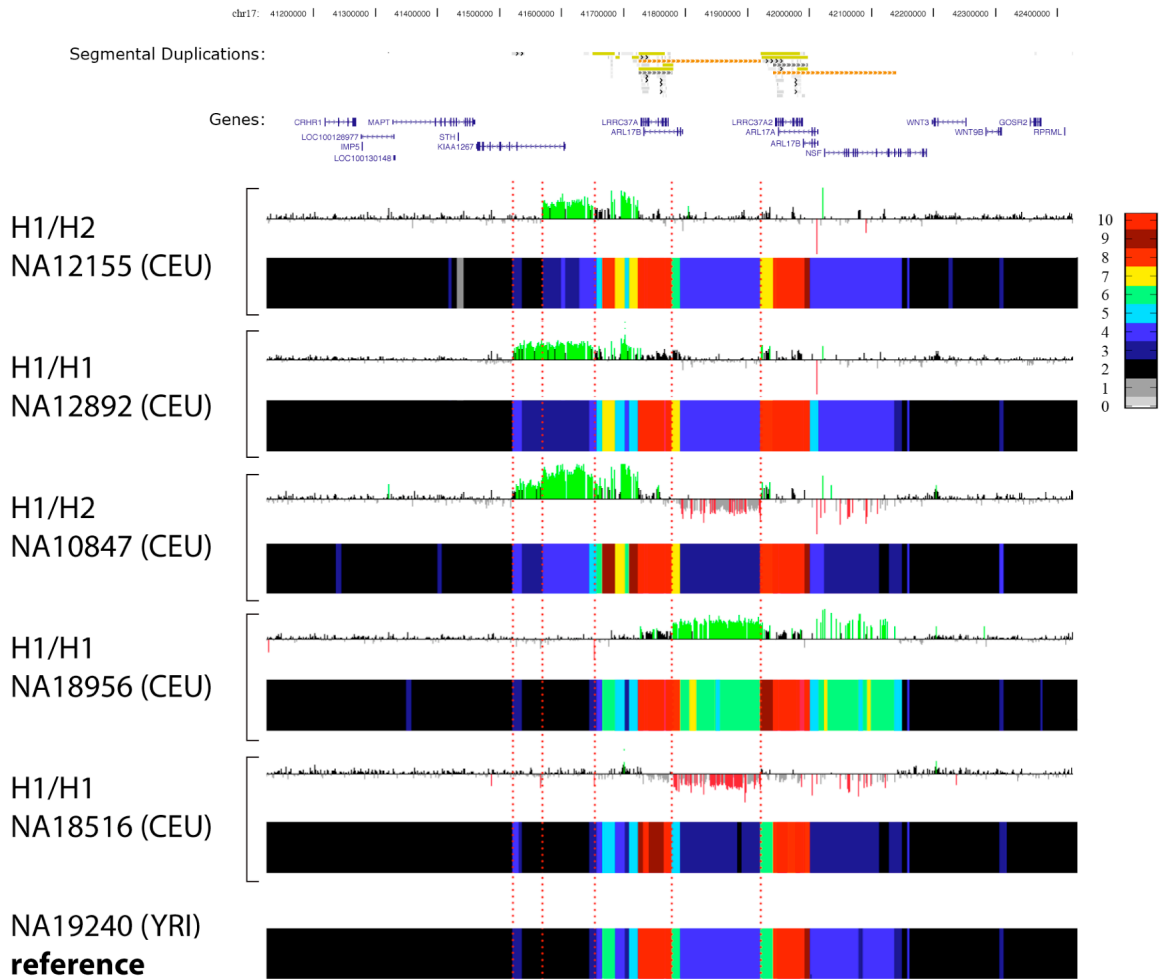 chr17: 41200000 | 41300000 | 41400000 | 41500000 | 41600000 | 41700000 | 41800000 | 41900000 | 42000000 | 42100000 | 42200000 | 42300000 | 42400000 |
Segmental Duplications:
Genes:
CRHR1 MAPT LRRC37A LRRC37A2 WNT3 GOSR2
LOC100128977 STH ARL17B ARL17A WNT9B RPRML
IMP5 KIAA1267 ARL17B
LOC100130148 NSF
H1/H2
NA12155 (CEU)
H1/H1
NA12892 (CEU)
H1/H2
NA10847 (CEU)
H1/H1
NA18956 (CEU)
H1/H1
NA18516 (CEU)
NA19240 (YRI)
reference
10
9
8
7
6
5
4
3
2
1
0